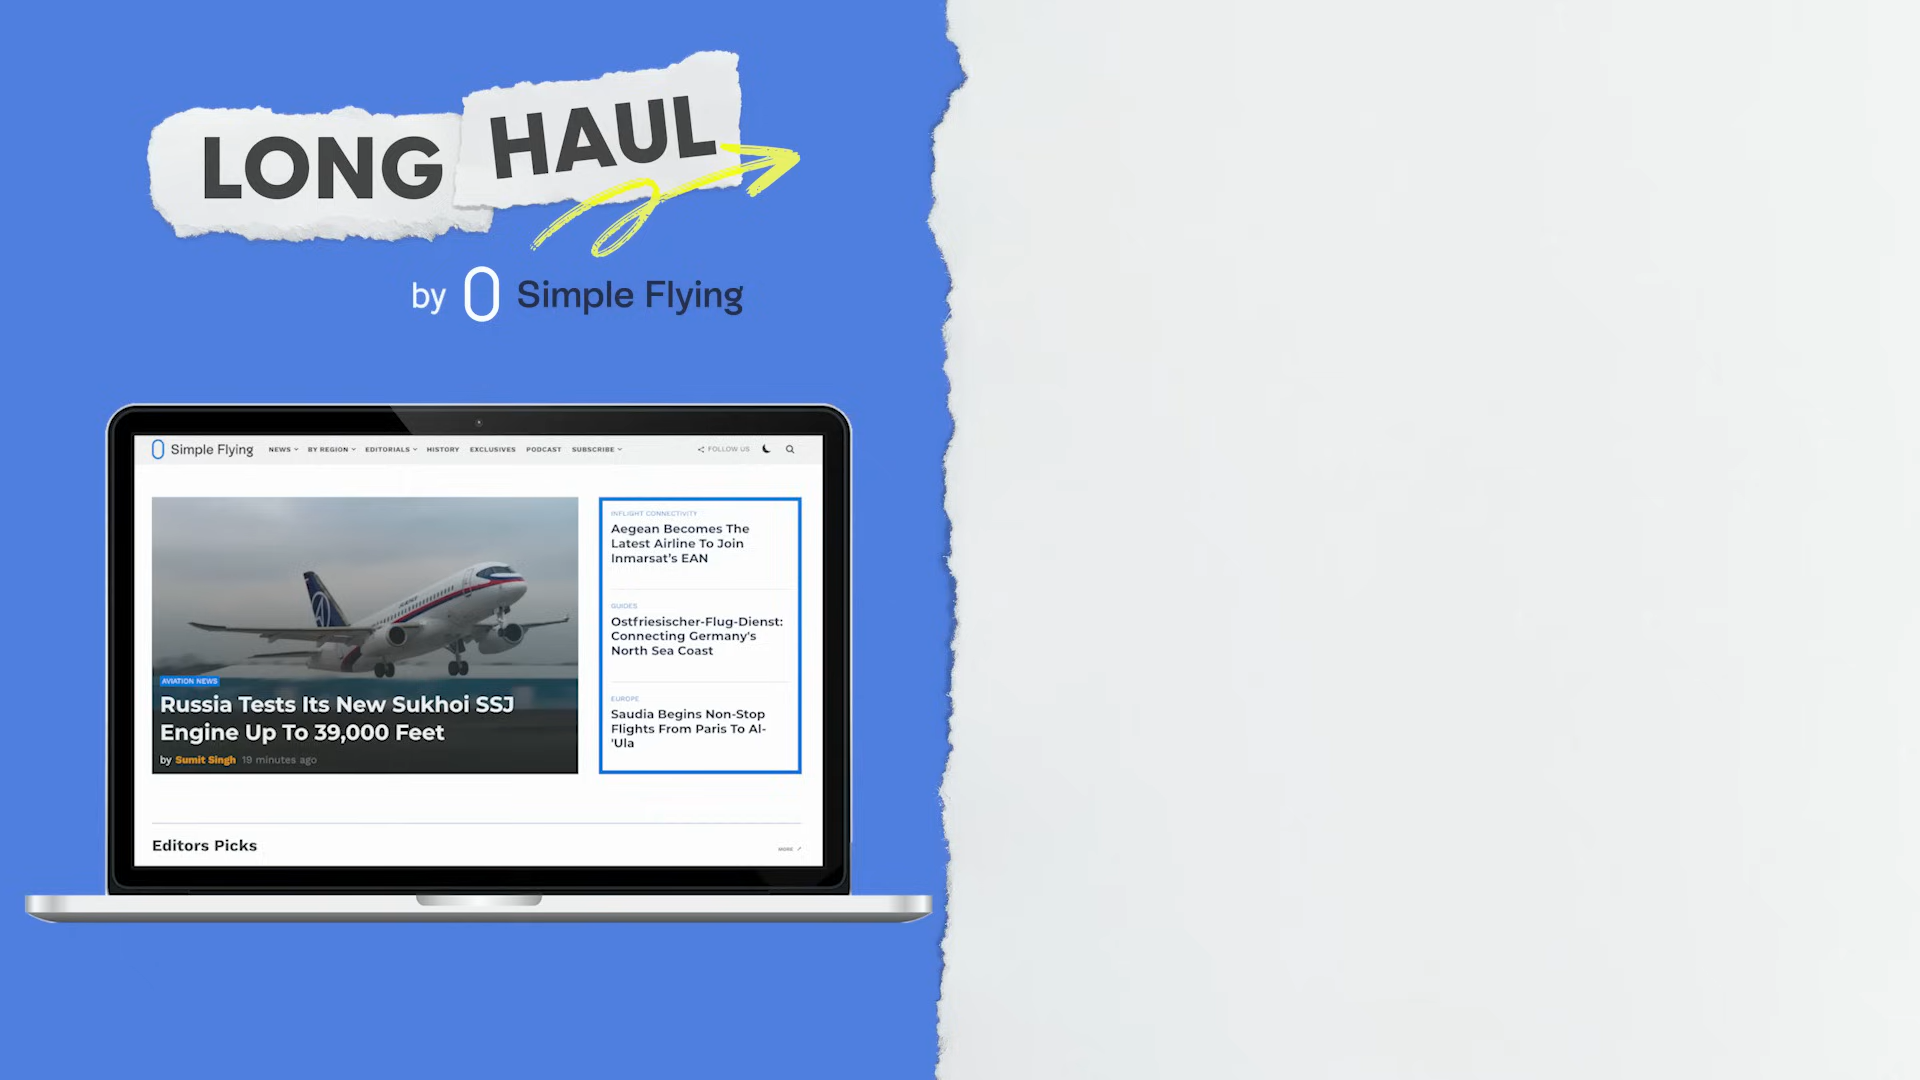 LONG HAUL
by Simple Flying
Simple Flying NEWS BY REGION EDITORIALS HISTORY EXCLUSIVES PODCAST SUBSCRIBE FOLLOW US
AVIATION NEWS
Russia Tests Its New Sukhoi SSJ
Engine Up To 39,000 Feet
by Sumit Singh 19 minutes ago
INFLIGHT CONNECTIVITY
Aegean Becomes The
Latest Airline To Join
Inmarsat's EAN
GUIDES
Ostfriesischer-Flug-Dienst:
Connecting Germany's
North Sea Coast
EUROPE
Saudia Begins Non-Stop
Flights From Paris To Al-
'Ula
Editors Picks
MORE